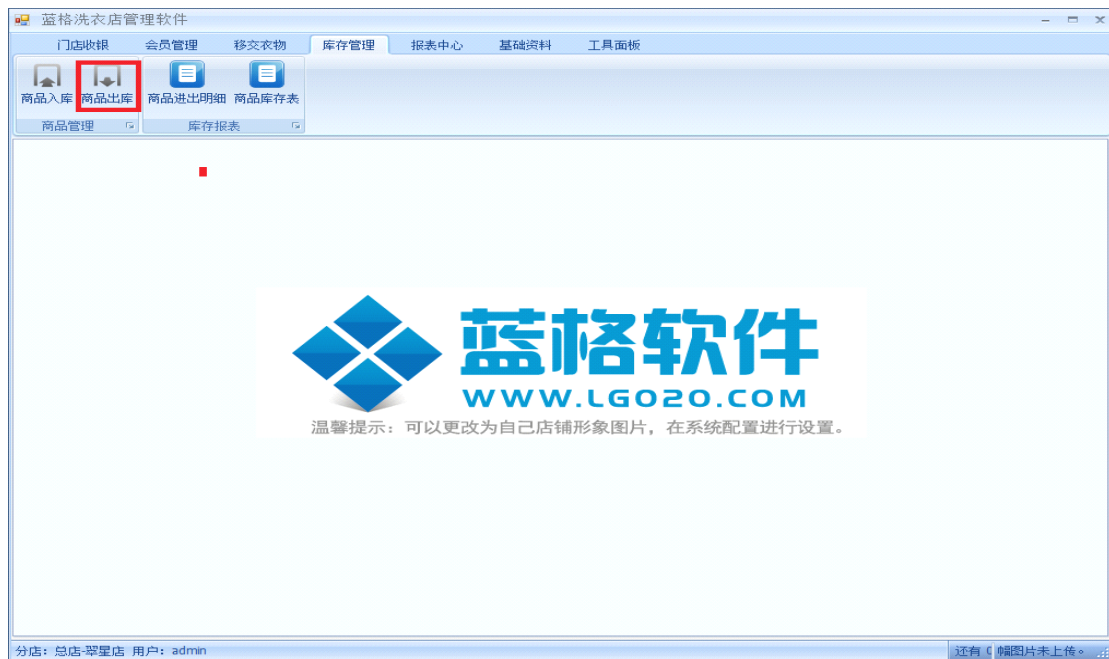 蓝格洗衣店管理软件
门店收银 会员管理 移交衣物 库存管理 报表中心 基础资料 工具面板
商品入库 商品出库 商品进出明细 商品库存表
商品管理 库存报表
蓝格软件
WWW.LGO20.COM
温馨提示：可以更改为自己店铺形象图片，在系统配置进行设置。
分店：总店-翠星店 用户：admin 还有 0 幅图片未上传。